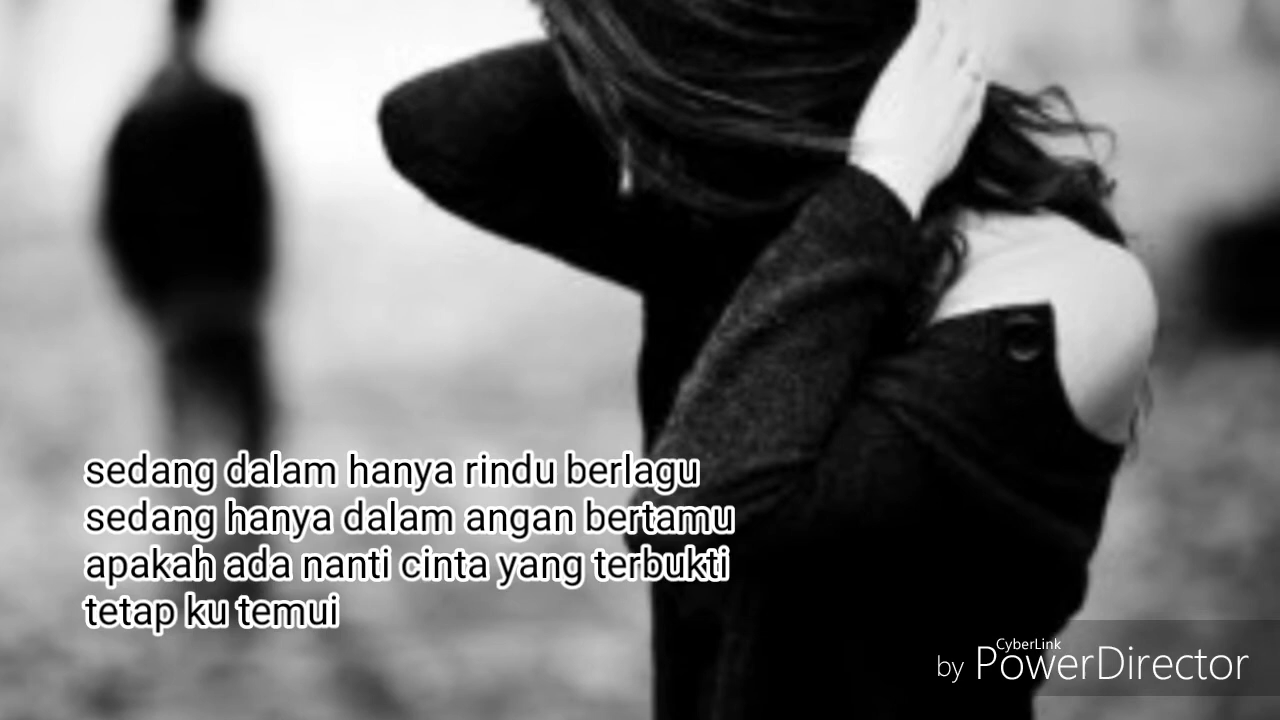 sedang dalam hanya rindu berlagu
sedang hanya dalam angan bertamu
apakah ada nanti cinta yang terbukti
tetap ku temui
CyberLink
by PowerDirector